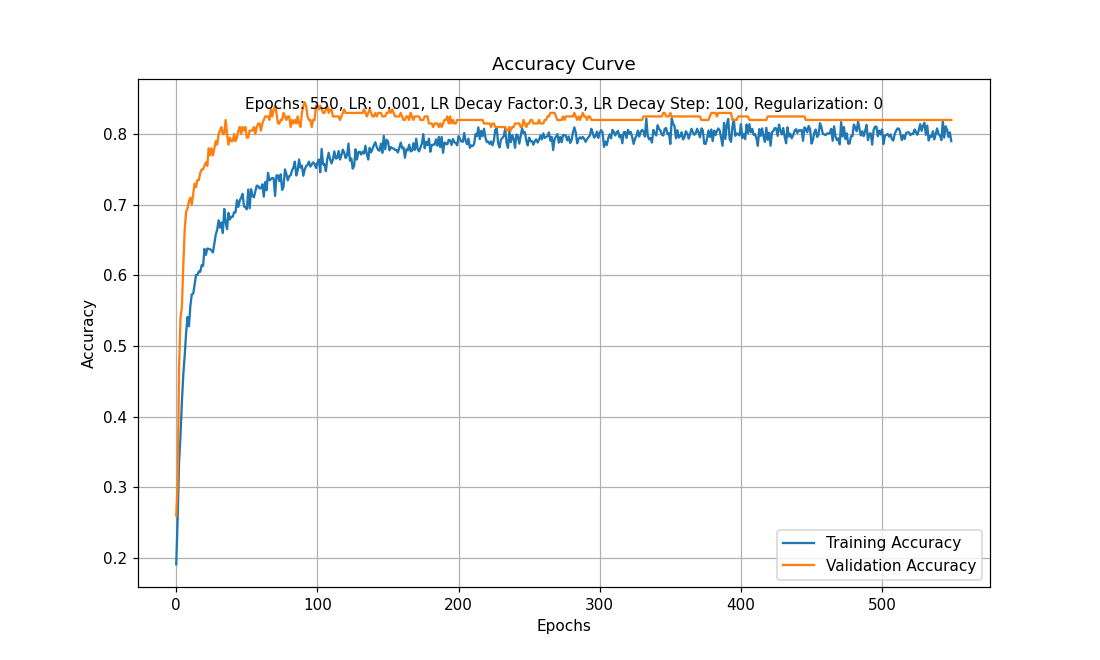 Accuracy Curve
Epochs: 550, LR: 0.001, LR Decay Factor:0.3, LR Decay Step: 100, Regularization: 0
Accuracy
0.8
0.7
0.6
0.5
0.4
0.3
0.2
Training Accuracy
Validation Accuracy
0 100 200 300 400 500
Epochs